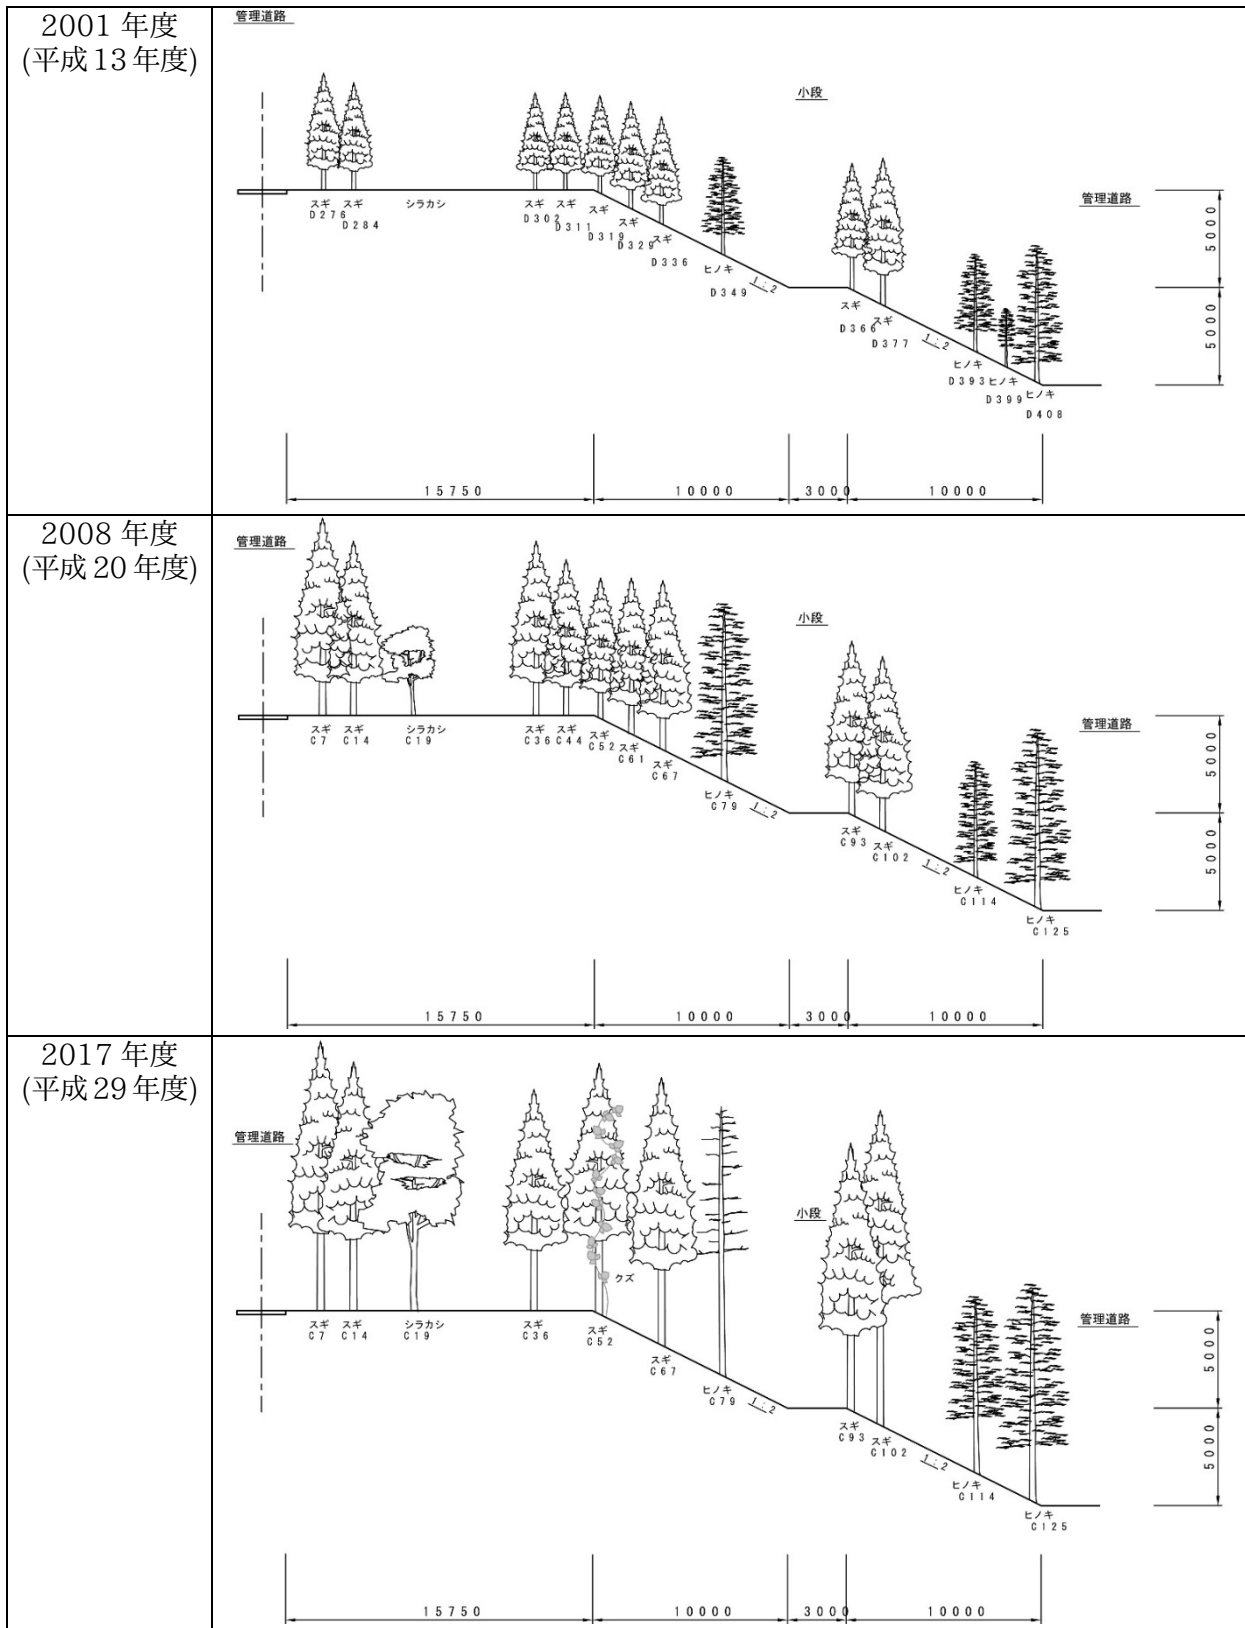 2001 年度
(平成 13 年度)
管理道路
小段
スギ
D276
スギ
D284
シラカシ
スギ
D302
スギ
D311
スギ
D319
スギ
D329
スギ
D336
ヒノキ
D349
1:2
スギ
D366
スギ
D377
1:2
ヒノキ
D393
ヒノキ
D399
ヒノキ
D408
管理道路
5000
5000
15750
10000
3000
10000
2008 年度
(平成 20 年度)
管理道路
小段
スギ
C7
スギ
C14
シラカシ
C19
スギ
C36
スギ
C44
スギ
C52
スギ
C61
スギ
C67
ヒノキ
C79
1:2
スギ
C93
スギ
C102
1:2
ヒノキ
C114
ヒノキ
C125
管理道路
5000
5000
15750
10000
3000
10000
2017 年度
(平成 29 年度)
管理道路
小段
クズ
スギ
C7
スギ
C14
シラカシ
C19
スギ
C36
スギ
C52
スギ
C67
ヒノキ
C79
1:2
スギ
C93
スギ
C102
1:2
ヒノキ
C114
ヒノキ
C125
管理道路
5000
5000
15750
10000
3000
10000